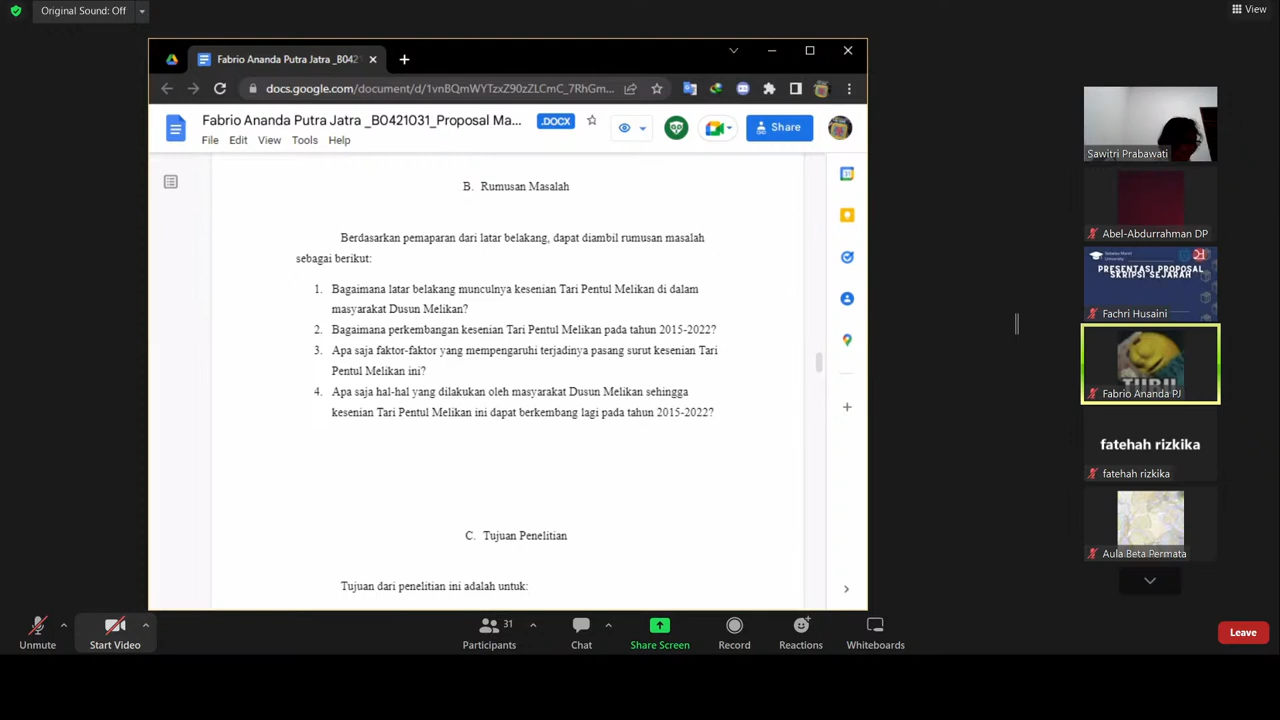 Original Sound: Off
View
Fabrio Ananda Putra Jatra _B0421
docs.google.com/document/d/1vnBQmWYTzxZ90zZLCmC_7RhGm...
Fabrio Ananda Putra Jatra _B0421031_Proposal Ma...
.DOCX
Share
File Edit View Tools Help
B. Rumusan Masalah
Berdasarkan pemaparan dari latar belakang, dapat diambil rumusan masalah
sebagai berikut:
1. Bagaimana latar belakang munculnya kesenian Tari Pentul Melikan di dalam
masyarakat Dusun Melikan?
2. Bagaimana perkembangan kesenian Tari Pentul Melikan pada tahun 2015-2022?
3. Apa saja faktor-faktor yang mempengaruhi terjadinya pasang surut kesenian Tari
Pentul Melikan ini?
4. Apa saja hal-hal yang dilakukan oleh masyarakat Dusun Melikan sehingga
kesenian Tari Pentul Melikan ini dapat berkembang lagi pada tahun 2015-2022?
C. Tujuan Penelitian
Tujuan dari penelitian ini adalah untuk:
Sawitri Prabawati
Abel-Abdurrahman DP
PRESENTASI PROPOSAL
SKRIPSI SEJARAH
Fachri Husaini
TURU
Fabrio Ananda PJ
fatehah rizkika
fatehah rizkika
Aula Beta Permata
Unmute
Start Video
Participants
31
Chat
Share Screen
Record
Reactions
Whiteboards
Leave